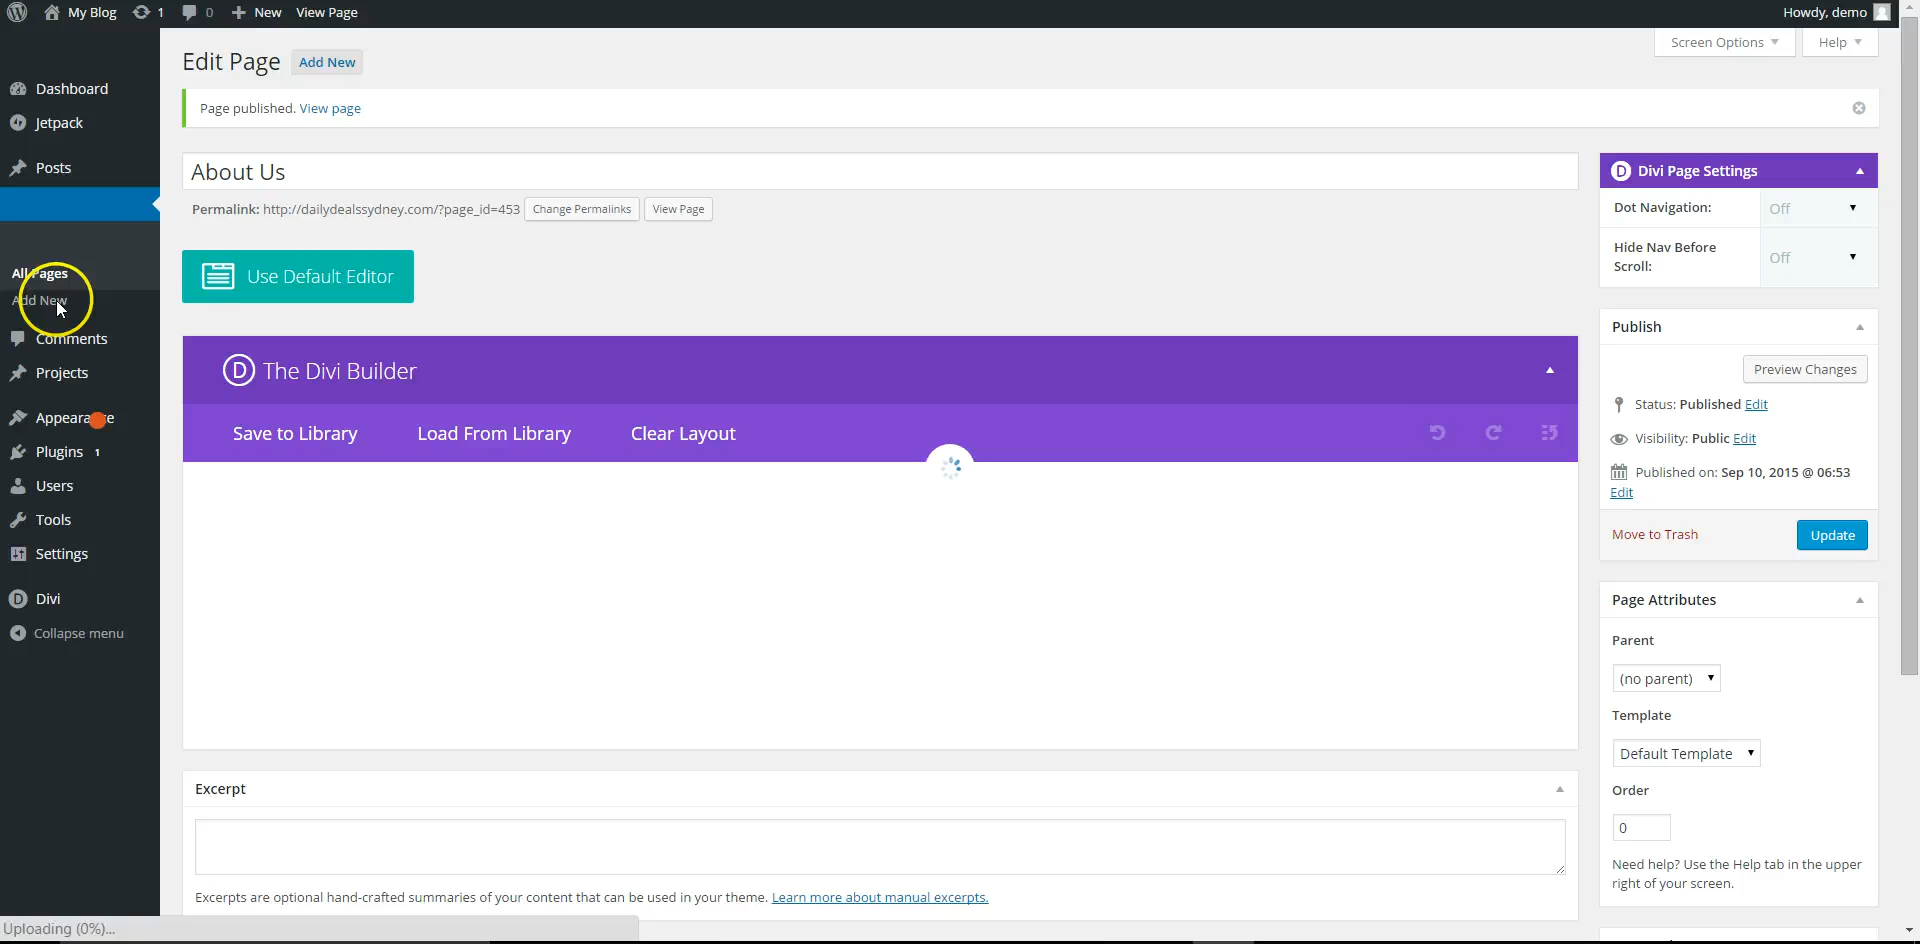 My Blog 1 0 New View Page Howdy, demo
Screen Options Help
Edit Page Add New
Dashboard
Page published. View page
Jetpack
Posts
About Us
Divi Page Settings
Permalink: http://dailydealssydney.com/?page_id=453 Change Permalinks View Page
Dot Navigation: Off
Hide Nav Before
Scroll:
Off
All Pages
Use Default Editor
Add New
Comments
Publish
Projects
D The Divi Builder
Preview Changes
Status: Published Edit
Appearance
Save to Library Load From Library Clear Layout
Visibility: Public Edit
Plugins 1
Published on: Sep 10, 2015 @ 06:53
Edit
Users
Tools
Move to Trash Update
Settings
D Divi
Page Attributes
Collapse menu
Parent
(no parent)
Template
Default Template
Excerpt
Order
0
Need help? Use the Help tab in the upper
right of your screen.
Excerpts are optional hand-crafted summaries of your content that can be used in your theme. Learn more about manual excerpts.
Uploading (0%)...